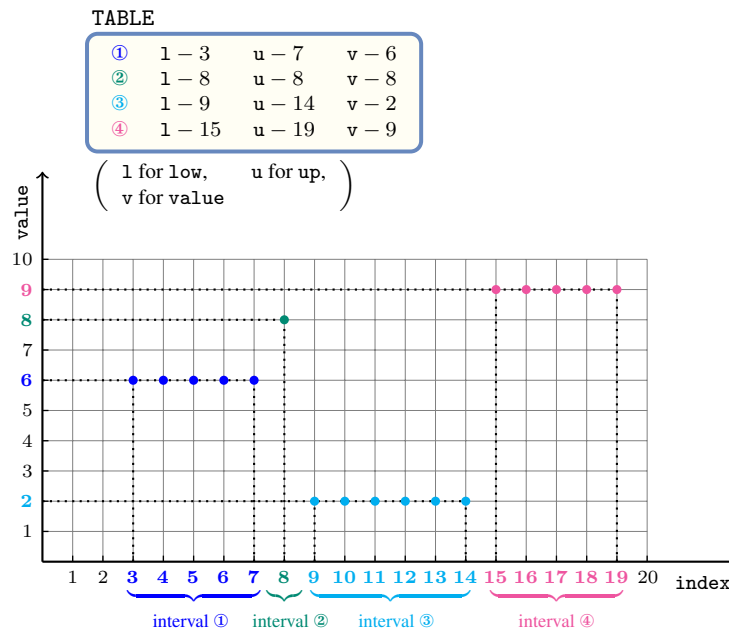 TABLE
① l − 3 u − 7 v − 6
② l − 8 u − 8 v − 8
③ l − 9 u − 14 v − 2
④ l − 15 u − 19 v − 9
( l for low, u for up, )
v for value
value
10
9
8
7
6
5
4
3
2
1
1 2 3 4 5 6 7 8 9 10 11 12 13 14 15 16 17 18 19 20 index
interval ① interval ② interval ③ interval ④